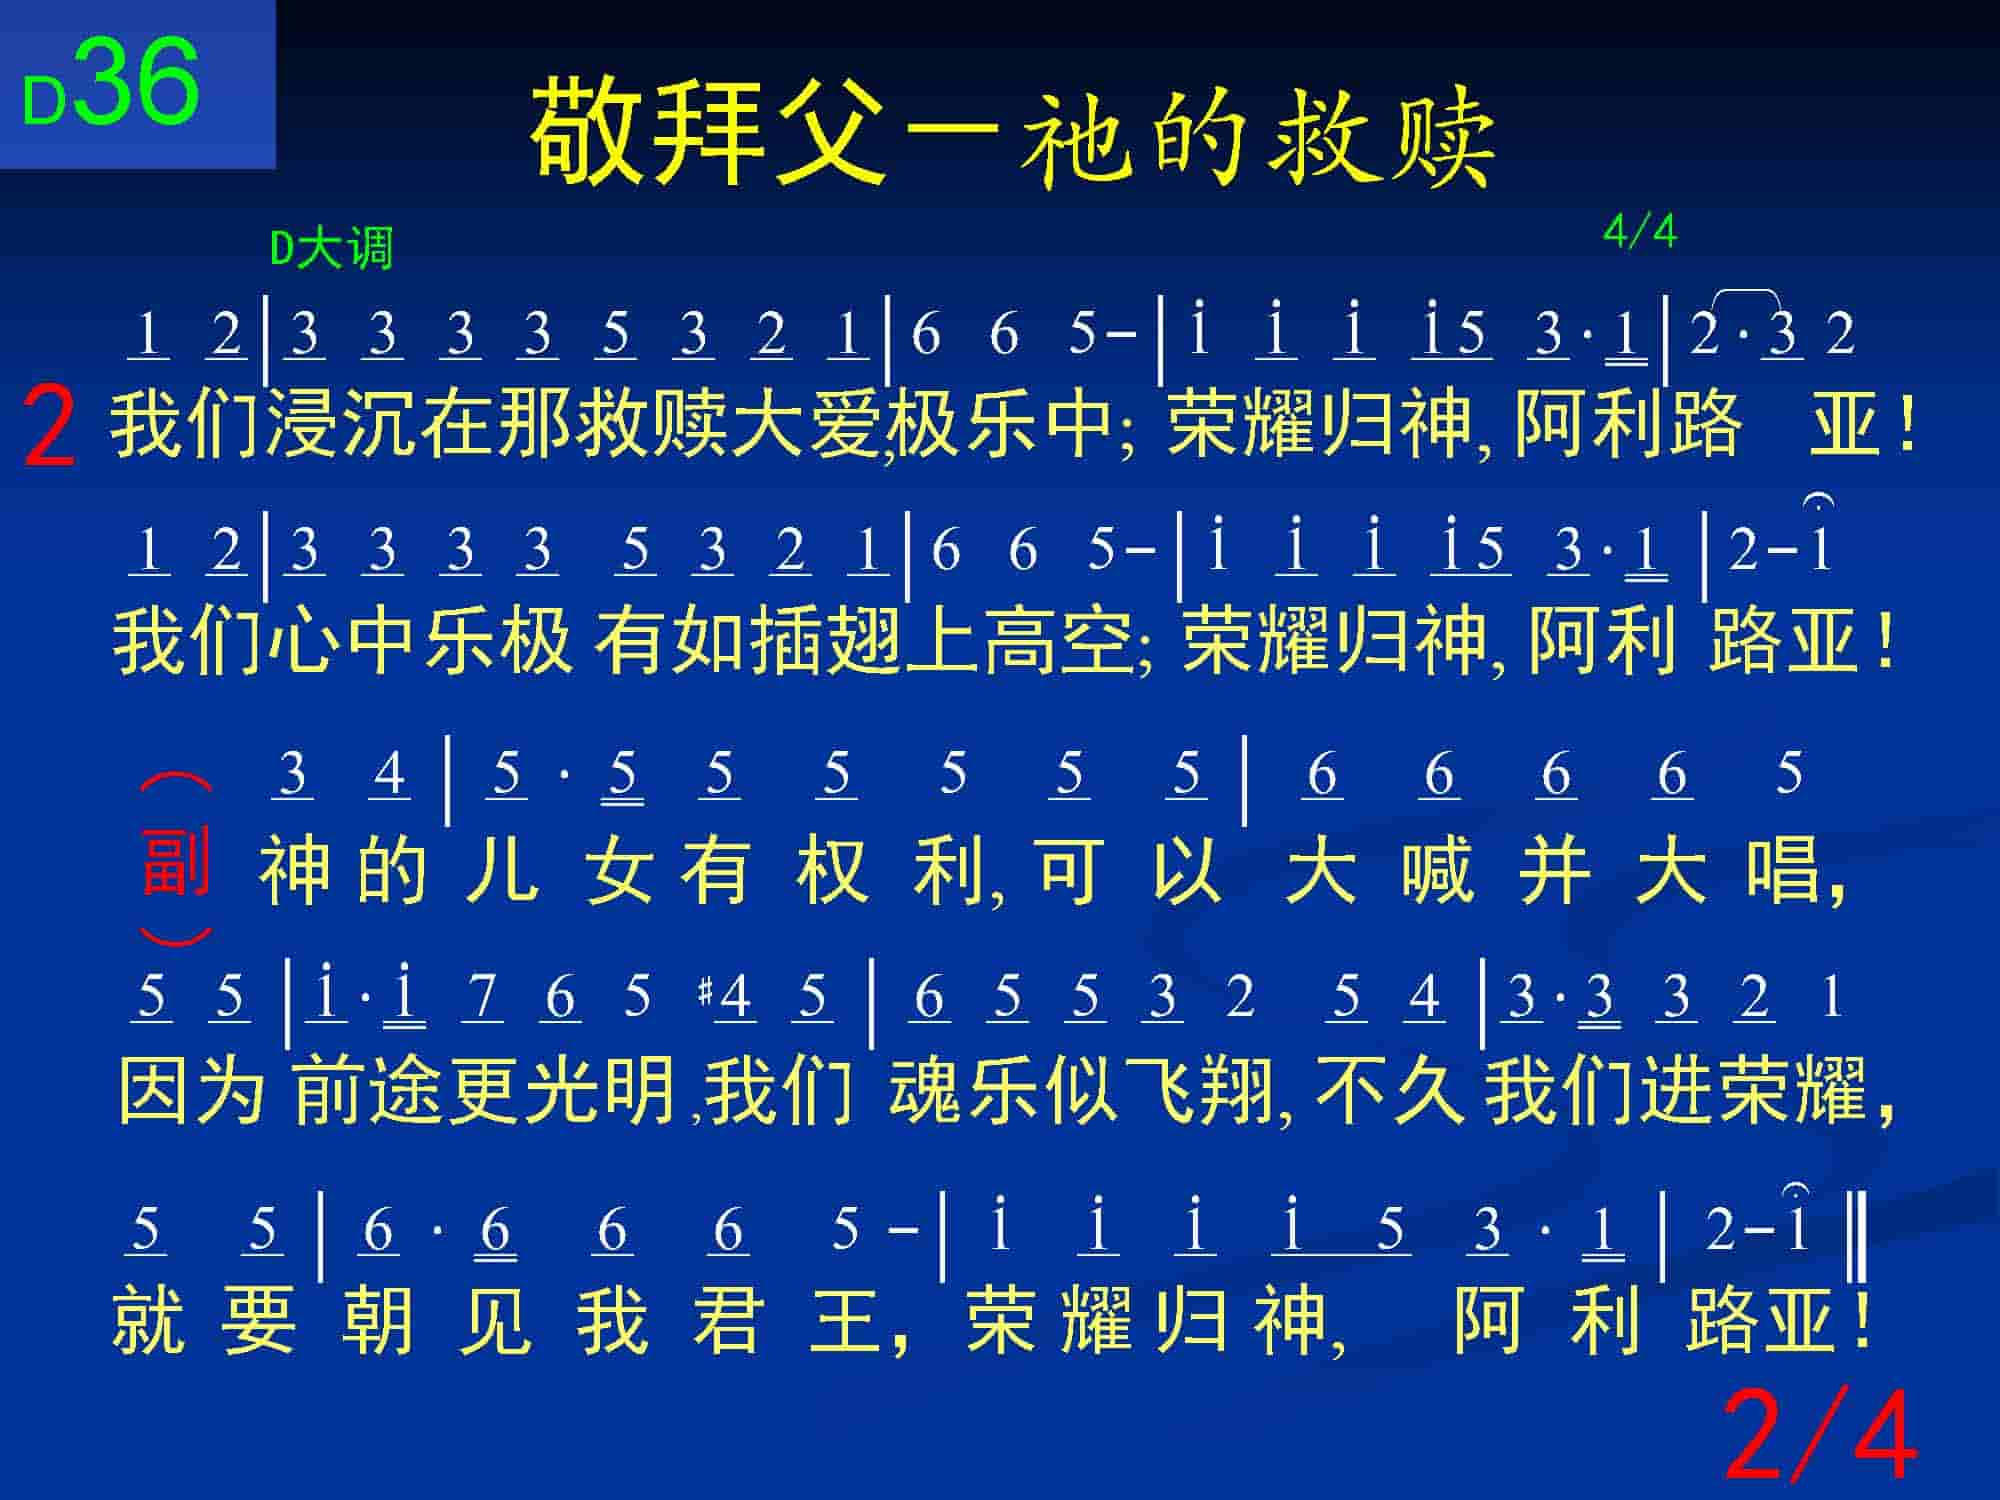 D36
敬拜父－祂的救赎
D大调 4/4
1 2|3 3 3 3 5 3 2 1|6 6 5-|i i i i5 3·1|2·3 2
2 我们浸沉在那救赎大爱,极乐中; 荣耀归神,阿利路 亚!
1 2|3 3 3 3 5 3 2 1|6 6 5-|i i i i5 3·1|2-i
我们心中乐极 有如插翅上高空; 荣耀归神,阿利 路亚!
3 4|5·5 5 5 5 5 5|6 6 6 6 5
(副) 神的儿女有权利,可以大喊并大唱,
5 5|i·i 7 6 5 #4 5|6 5 5 3 2 5 4|3·3 3 2 1
因为 前途更光明,我们 魂乐似飞翔,不久我们进荣耀,
5 5|6·6 6 6 5-|i i i i 5 3·1|2-i‖
就要朝见我君王,荣耀归神, 阿利路亚!
2/4